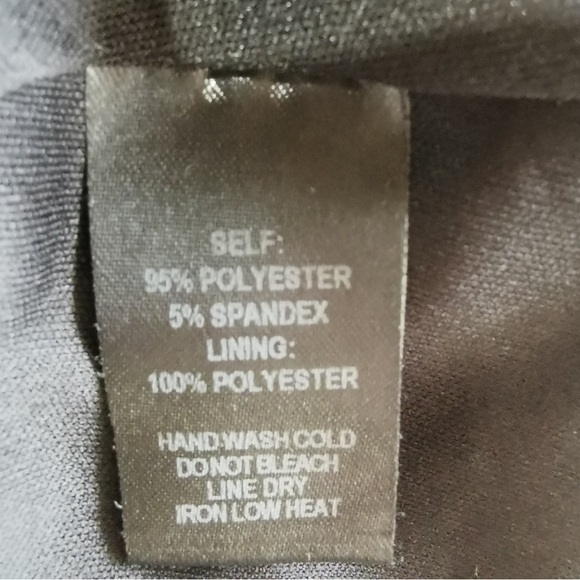 SELF:
95% POLYESTER
5% SPANDEX
LINING:
100% POLYESTER
HAND WASH COLD
DO NOT BLEACH
LINE DRY
IRON LOW HEAT